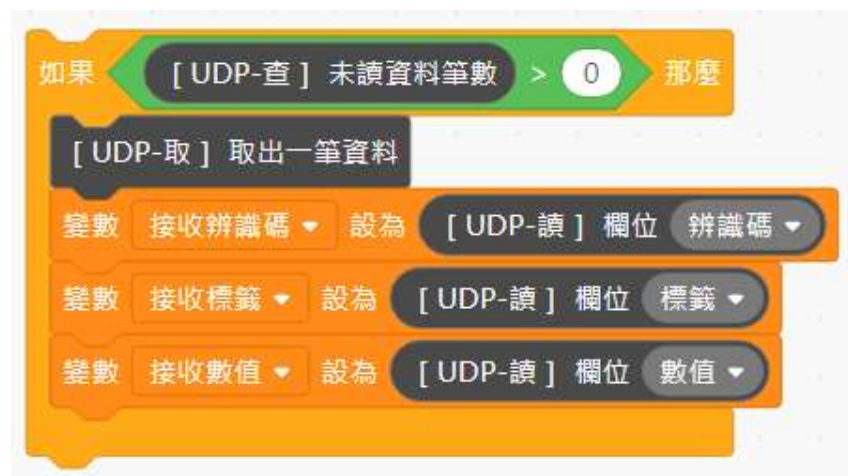 如果 [ UDP-查 ] 未讀資料筆數 > 0 那麼
[ UDP-取 ] 取出一筆資料
變數 接收辨識碼 設為 [ UDP-讀 ] 欄位 辨識碼
變數 接收標籤 設為 [ UDP-讀 ] 欄位 標籤
變數 接收數值 設為 [ UDP-讀 ] 欄位 數值